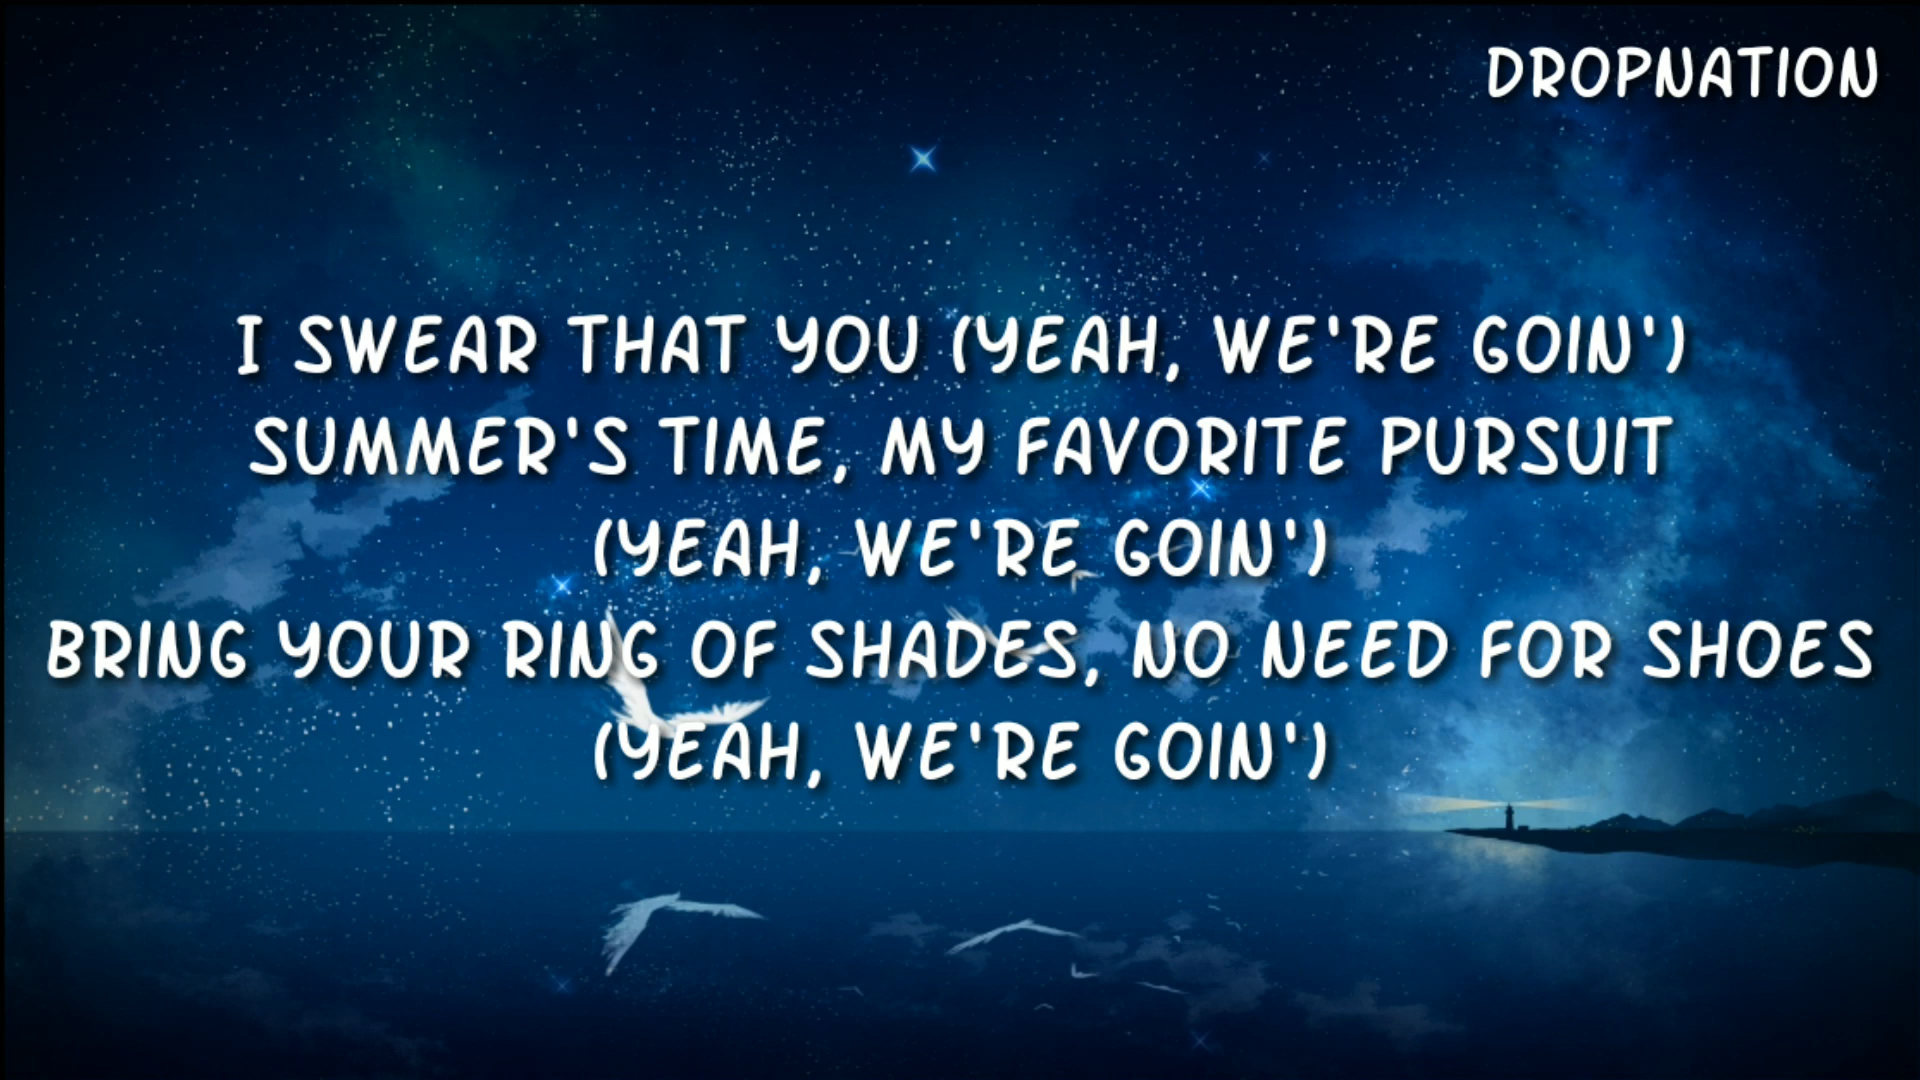 DROPNATION
I SWEAR THAT YOU (YEAH, WE'RE GOIN')
SUMMER'S TIME, MY FAVORITE PURSUIT
(YEAH, WE'RE GOIN')
BRING YOUR RING OF SHADES, NO NEED FOR SHOES
(YEAH, WE'RE GOIN')